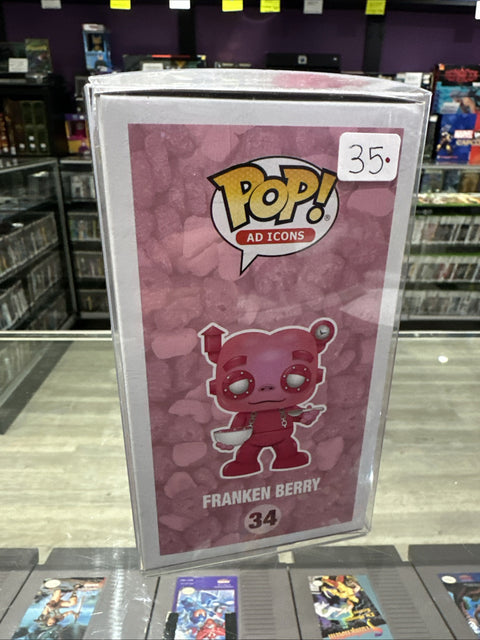 35.
POP!
®
AD ICONS
FRANKEN BERRY
34